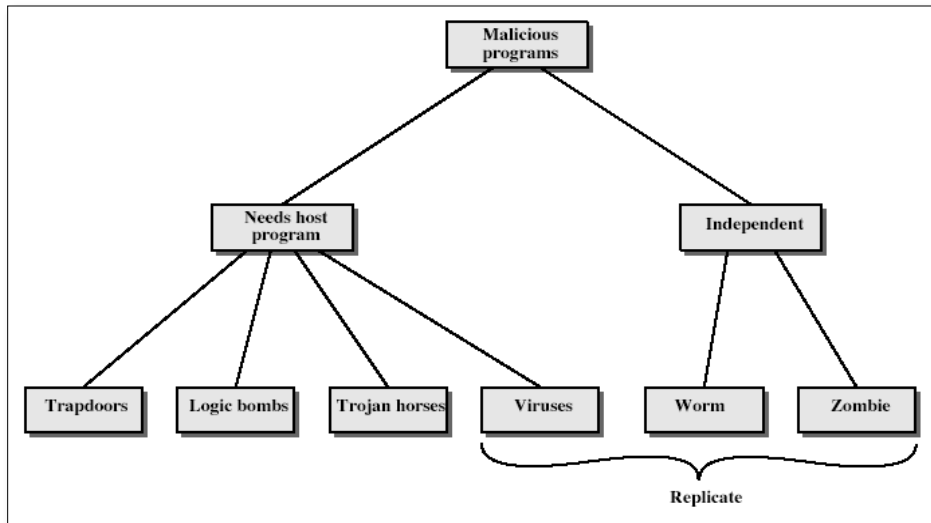 Malicious
programs
Needs host
program
Independent
Trapdoors
Logic bombs
Trojan horses
Viruses
Worm
Zombie
Replicate